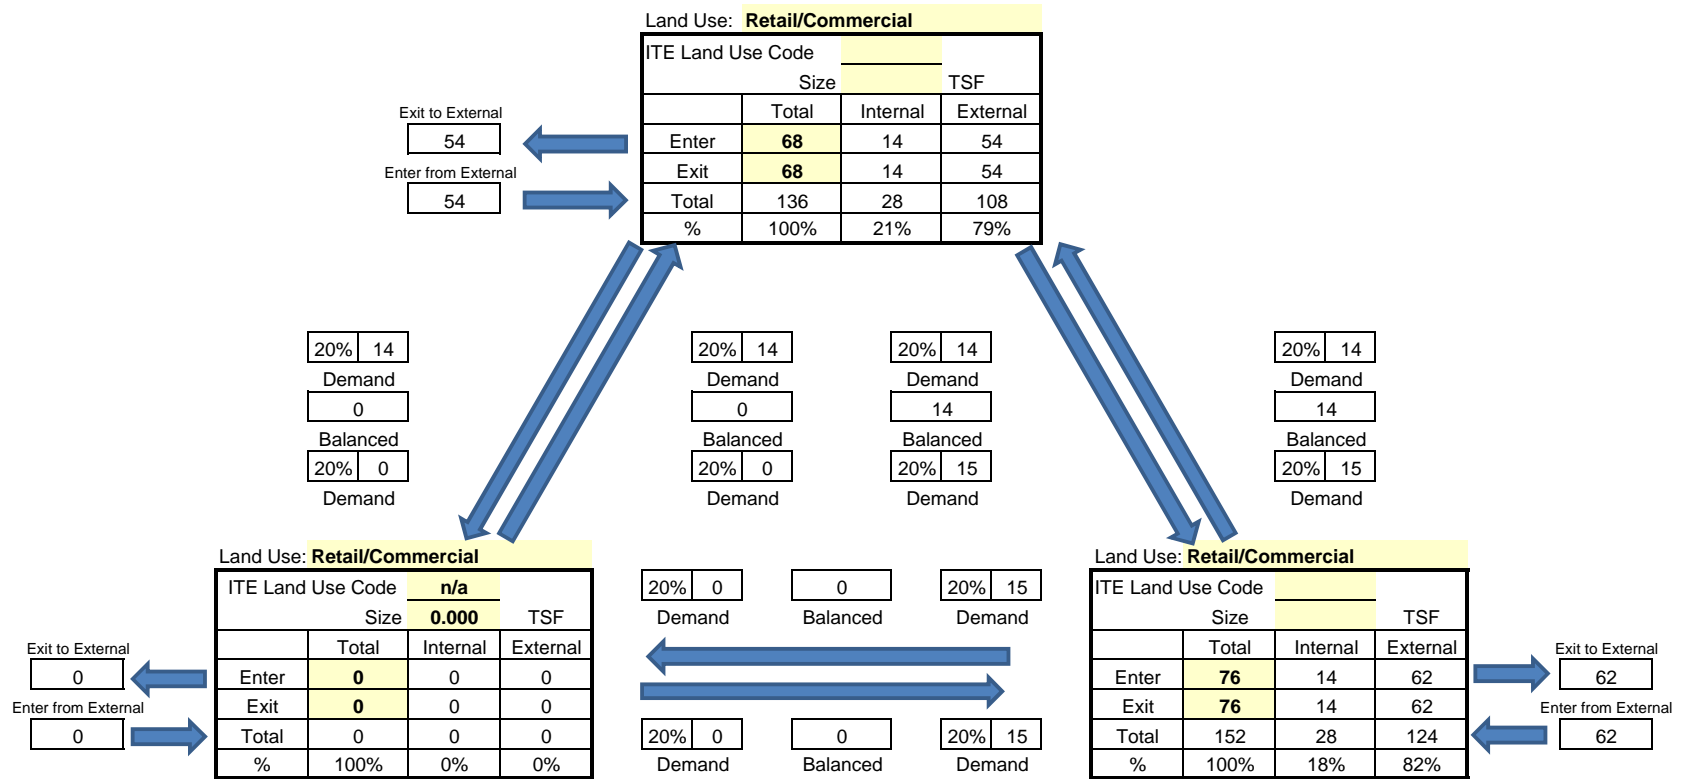 Land Use: Retail/Commercial
ITE Land Use Code
Size TSF
Total Internal External
Exit to External
54
Enter 68 14 54
Enter from External
Exit 68 14 54
54
Total 136 28 108
% 100% 21% 79%
20% 14 20% 14 20% 14 20% 14
Demand Demand Demand Demand
0 0 14 14
Balanced Balanced Balanced Balanced
20% 0 20% 0 20% 15 20% 15
Demand Demand Demand Demand
Land Use: Retail/Commercial
ITE Land Use Code n/a
Size 0.000 TSF
Total Internal External
Exit to External
0
Enter 0 0 0
Enter from External
Exit 0 0 0
0
Total 0 0 0
% 100% 0% 0%
20% 0 0 20% 15
Demand Balanced Demand
20% 0 0 20% 15
Demand Balanced Demand
Land Use: Retail/Commercial
ITE Land Use Code
Size TSF
Total Internal External
Exit to External
Enter 76 14 62
62
Enter from External
Exit 76 14 62
Total 152 28 124
62
% 100% 18% 82%